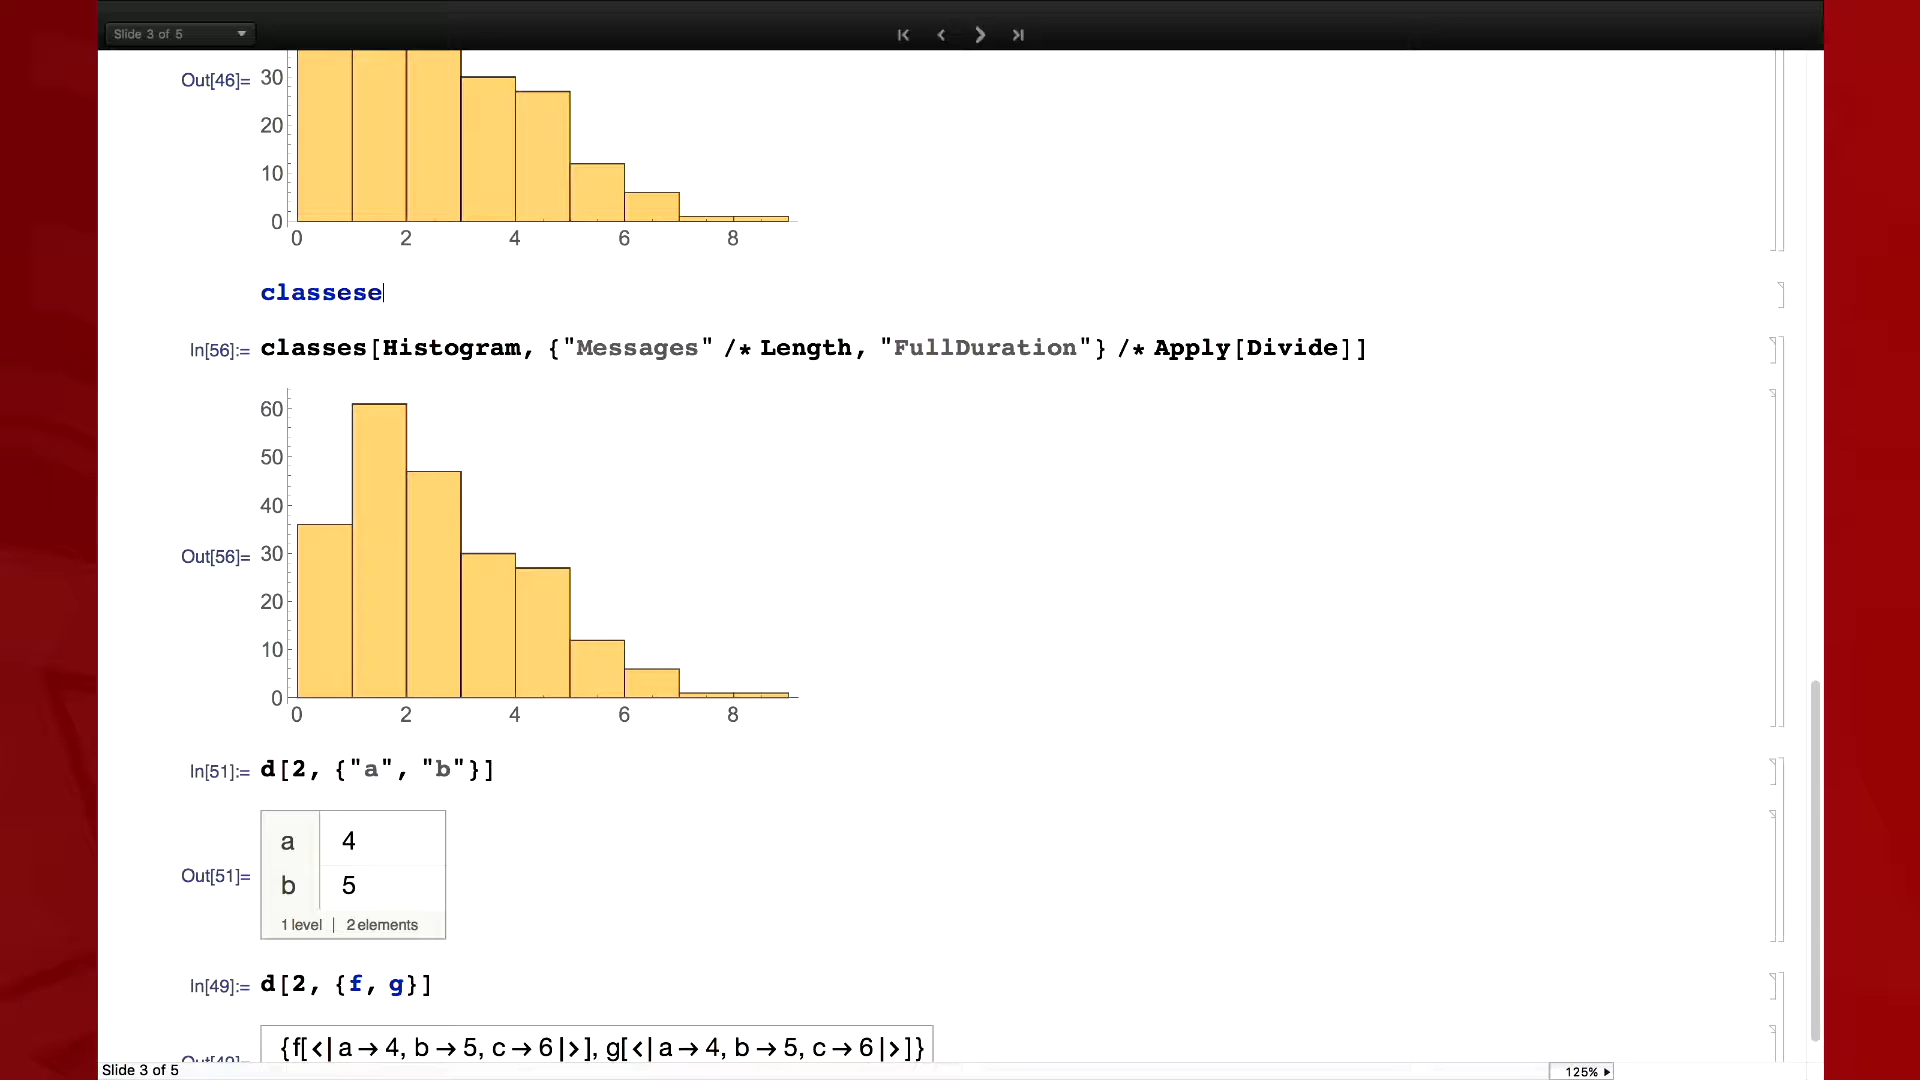 Slide 3 of 5
Out[46]=
30
20
10
0
0 2 4 6 8
classese
In[56]:= classes[Histogram, {"Messages" /* Length, "FullDuration"} /* Apply[Divide]]
60
50
40
Out[56]= 30
20
10
0
0 2 4 6 8
In[51]:= d[2, {"a", "b"}]
a 4
Out[51]=
b 5
1 level | 2 elements
In[49]:= d[2, {f, g}]
Out[49]= {f[<|a → 4, b → 5, c → 6|>], g[<|a → 4, b → 5, c → 6|>]}
Slide 3 of 5
125%